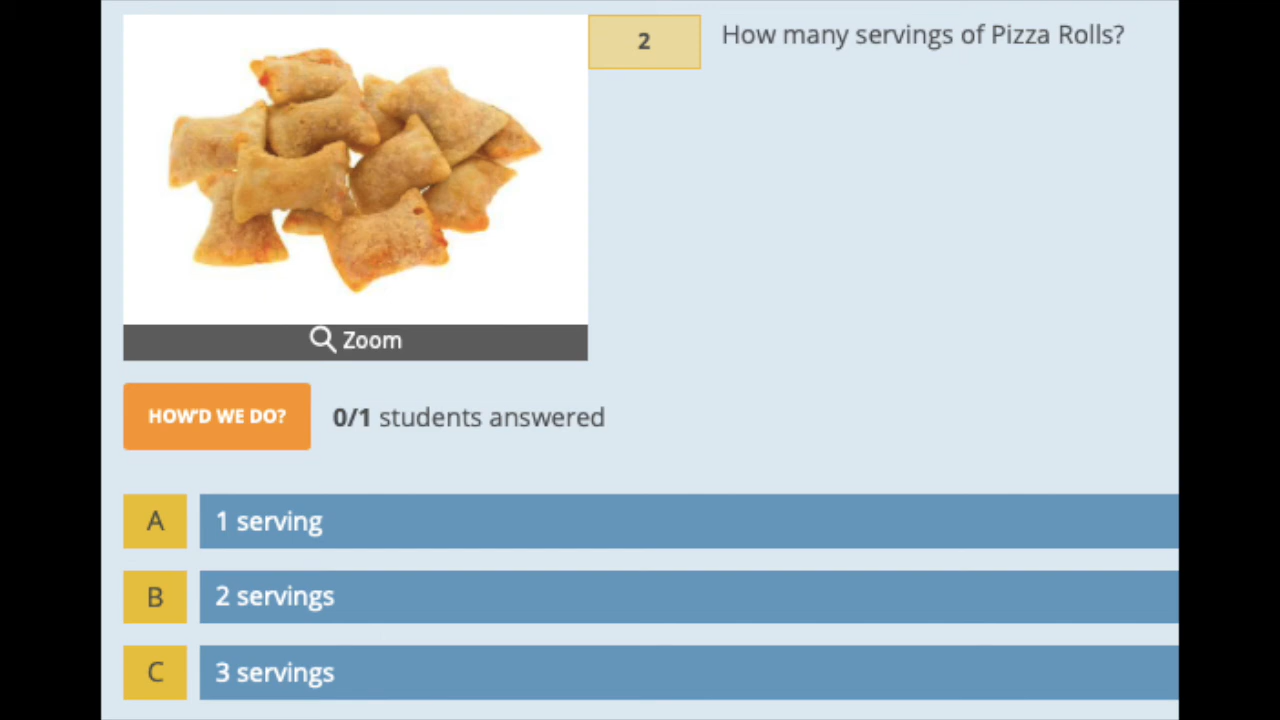 2
How many servings of Pizza Rolls?
Zoom
HOW'D WE DO?
0/1 students answered
A
1 serving
B
2 servings
C
3 servings